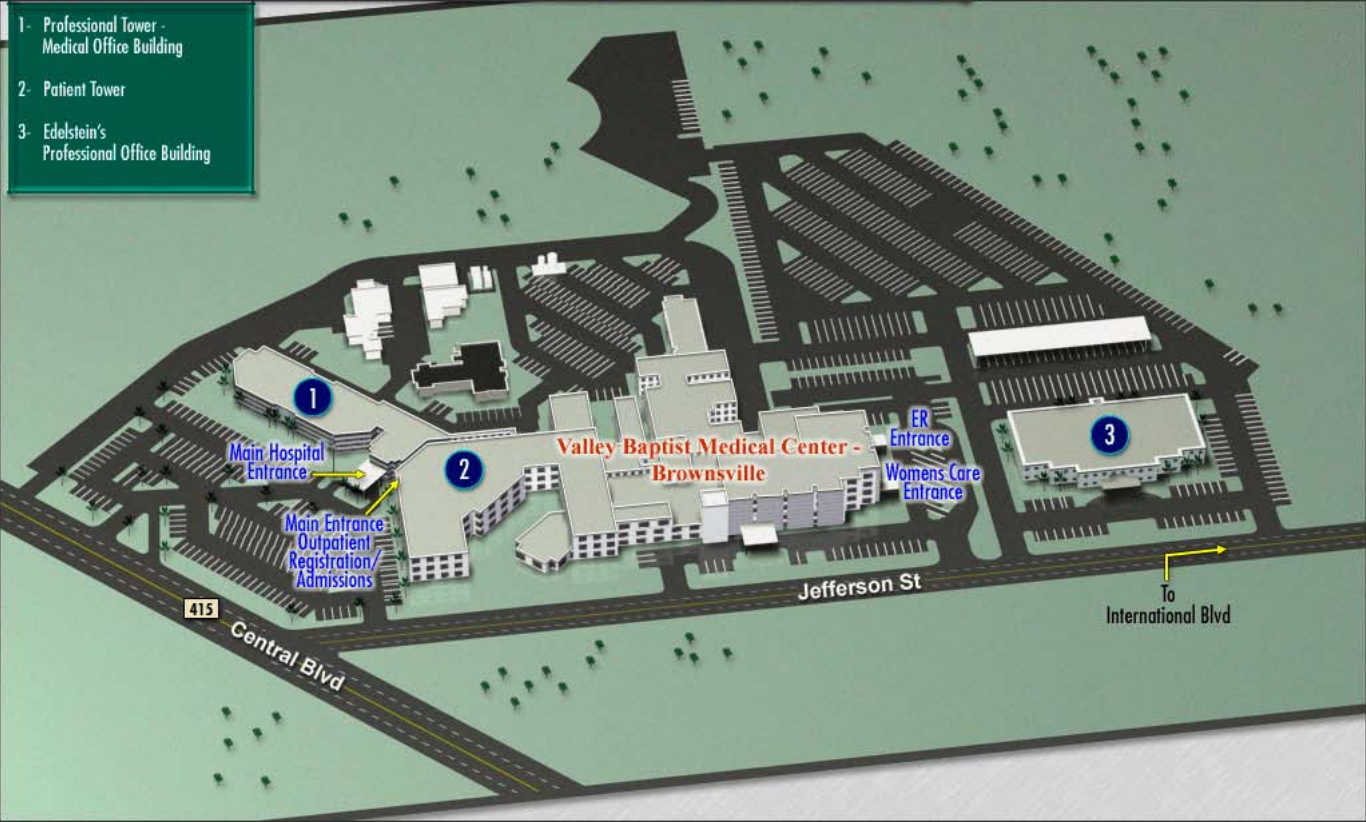 1- Professional Tower -
Medical Office Building
2- Patient Tower
3- Edelstein's
Professional Office Building
1
Main Hospital
Entrance
2
Main Entrance
Outpatient
Registration/
Admissions
Valley Baptist Medical Center -
Brownsville
ER
Entrance
Womens Care
Entrance
3
415
Central Blvd
Jefferson St
To
International Blvd